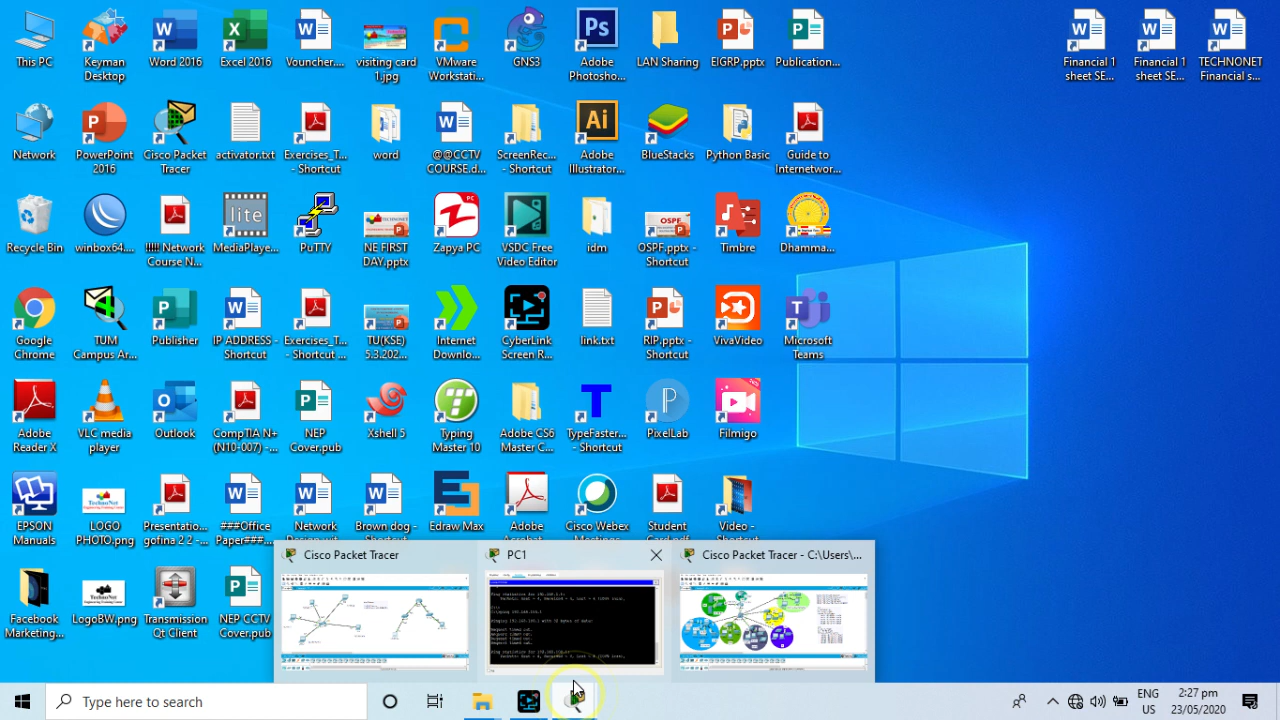 This PC
Keyman
Desktop
Word 2016
Excel 2016
Vouncher....
visiting card
1.jpg
VMware
Workstati...
GNS3
Adobe
Photosho...
LAN Sharing
EIGRP.pptx
Publication...
Financial 1
sheet SE...
Financial 1
sheet SE...
TECHNONET
Financial s...
Network
PowerPoint
2016
Cisco Packet
Tracer
activator.txt
Exercises_T...
- Shortcut
word
@@CCTV
COURSE.d...
ScreenRec...
- Shortcut
Adobe
Illustrator...
BlueStacks
Python Basic
Guide to
Internetwor...
Recycle Bin
winbox64....
!!!!! Network
Course N...
MediaPlaye...
PuTTY
NE FIRST
DAY.pptx
Zapya PC
VSDC Free
Video Editor
idm
OSPF.pptx -
Shortcut
Timbre
Dhamma...
Google
Chrome
TUM
Campus Ar...
Publisher
IP ADDRESS -
Shortcut
Exercises_T...
- Shortcut ...
TU(KSE)
5.3.202...
Internet
Downlo...
CyberLink
Screen R...
link.txt
RIP.pptx -
Shortcut
VivaVideo
Microsoft
Teams
Adobe
Reader X
VLC media
player
Outlook
CompTIA N+
(N10-007) -...
NEP
Cover.pub
Xshell 5
Typing
Master 10
Adobe CS6
Master C...
TypeFaster...
- Shortcut
PixelLab
Filmigo
EPSON
Manuals
LOGO
PHOTO.png
Presentatio...
gofina 2 2 -...
###Office
Paper###...
Network
Brown dog -
Edraw Max
Adobe
Cisco Webex
Student
Video -
Cisco Packet Tracer
PC1
Cisco Packet Tracer - C:\Users\...
Facebook
Transmission
Qt Client
Type here to search
ENG
US
2:27 pm
23/05/2020